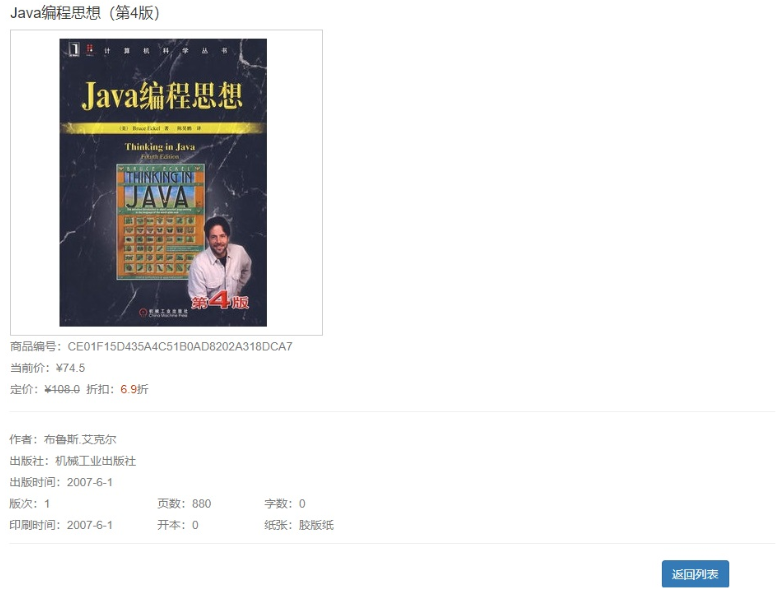 Java编程思想（第4版）
计算机科学丛书
Java编程思想
（美） Bruce Eckel 著 陈昊鹏 译
Thinking in Java
Fourth Edition
BRUCE ECKEL
THINKING IN
JAVA
第4版
机械工业出版社
China Machine Press
商品编号：CE01F15D435A4C51B0AD8202A318DCA7
当前价：¥74.5
定价：¥108.0 折扣：6.9折
作者：布鲁斯.艾克尔
出版社：机械工业出版社
出版时间：2007-6-1
版次：1 页数：880 字数：0
印刷时间：2007-6-1 开本：0 纸张：胶版纸
返回列表